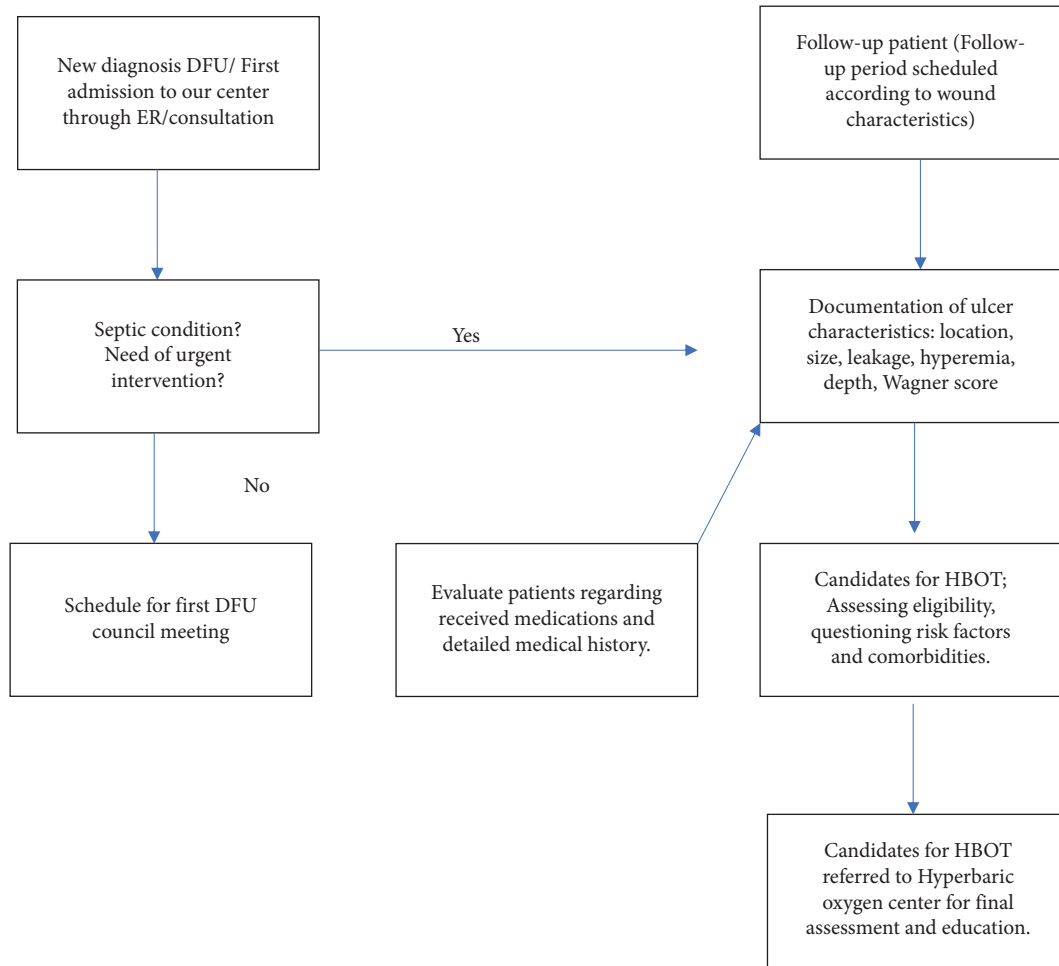 New diagnosis DFU/ First
admission to our center
through ER/consultation
Follow-up patient (Follow-
up period scheduled
according to wound
characteristics)
Septic condition?
Need of urgent
intervention?
Yes
Documentation of ulcer
characteristics: location,
size, leakage, hyperemia,
depth, Wagner score
No
Schedule for first DFU
council meeting
Evaluate patients regarding
received medications and
detailed medical history.
Candidates for HBOT;
Assessing eligibility,
questioning risk factors
and comorbidities.
Candidates for HBOT
referred to Hyperbaric
oxygen center for final
assessment and education.